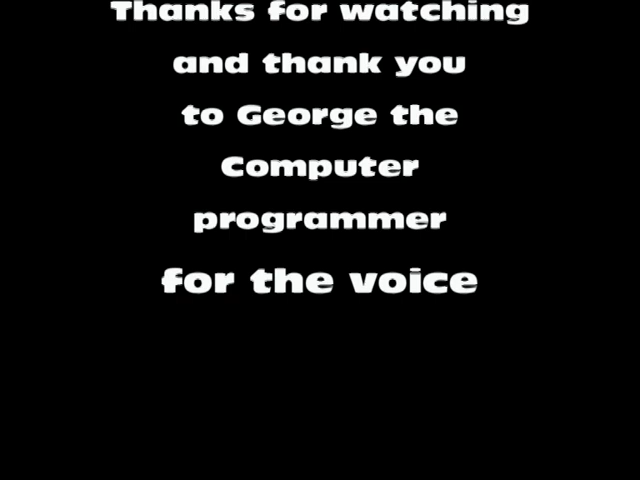 Thanks for watching
and thank you
to George the
Computer
programmer
for the voice